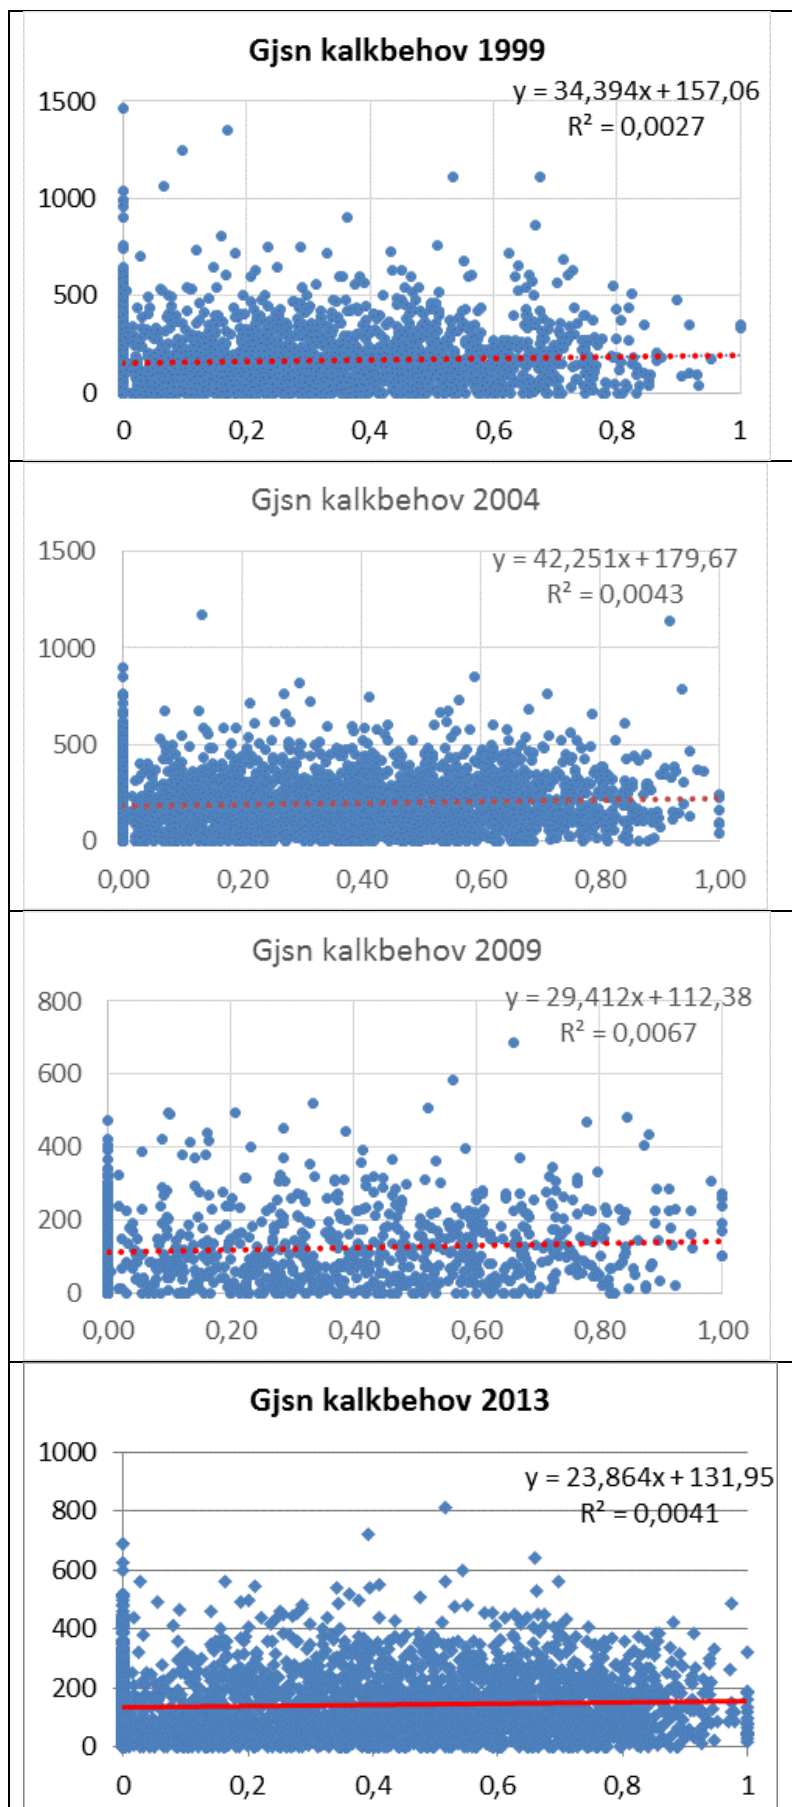 Gjsn kalkbehov 1999
y = 34,394x + 157,06
R² = 0,0027
1500
1000
500
0
0 0,2 0,4 0,6 0,8 1
Gjsn kalkbehov 2004
y = 42,251x + 179,67
R² = 0,0043
1500
1000
500
0
0,00 0,20 0,40 0,60 0,80 1,00
Gjsn kalkbehov 2009
y = 29,412x + 112,38
R² = 0,0067
800
600
400
200
0
0,00 0,20 0,40 0,60 0,80 1,00
Gjsn kalkbehov 2013
y = 23,864x + 131,95
R² = 0,0041
1000
800
600
400
200
0
0 0,2 0,4 0,6 0,8 1